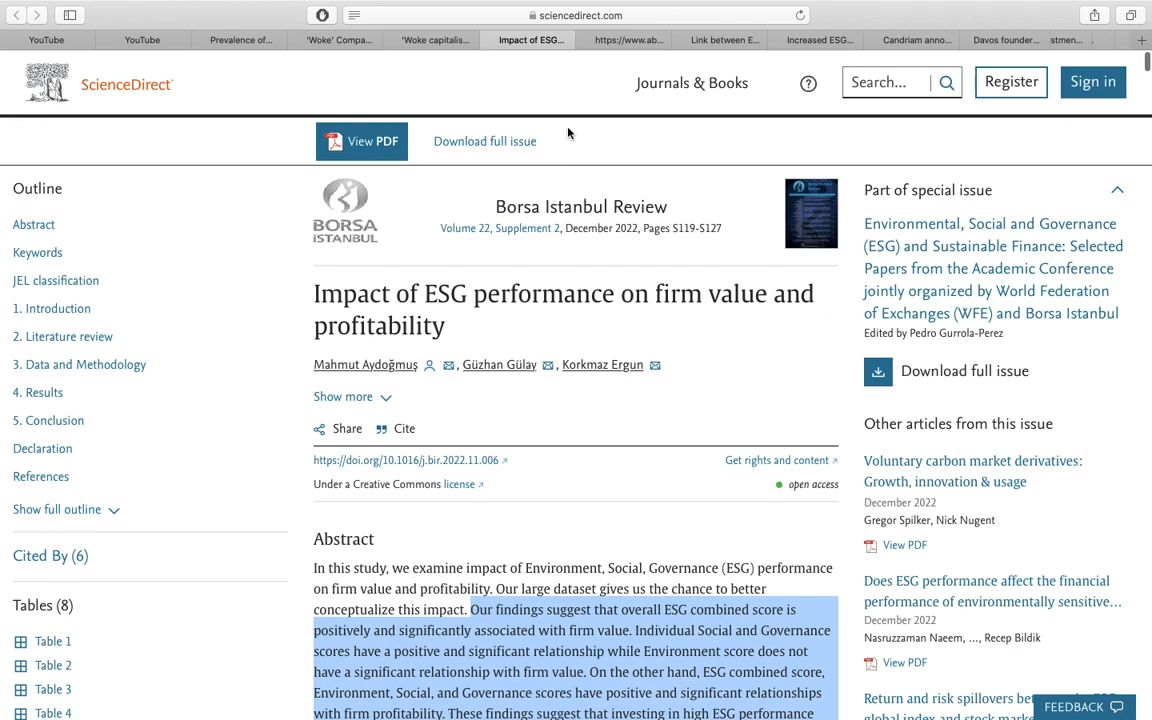 sciencedirect.com
YouTube
YouTube
Prevalence of...
'Woke' Compa...
'Woke capitalis...
Impact of ESG...
https://www.ab...
Link between E...
Increased ESG...
Candriam anno...
Davos founder...
stmen...
ScienceDirect
Journals & Books
Search...
Register
Sign in
View PDF
Download full issue
Outline
Abstract
Keywords
JEL classification
1. Introduction
2. Literature review
3. Data and Methodology
4. Results
5. Conclusion
Declaration
References
Show full outline
Cited By (6)
Tables (8)
Table 1
Table 2
Table 3
Table 4
BORSA
İSTANBUL
Borsa Istanbul Review
Volume 22, Supplement 2, December 2022, Pages S119-S127
Impact of ESG performance on firm value and
profitability
Mahmut Aydoğmuş, Güzhan Gülay, Korkmaz Ergun
Show more
Share Cite
https://doi.org/10.1016/j.bir.2022.11.006
Get rights and content
Under a Creative Commons license
open access
Abstract
In this study, we examine impact of Environment, Social, Governance (ESG) performance
on firm value and profitability. Our large dataset gives us the chance to better
conceptualize this impact. Our findings suggest that overall ESG combined score is
positively and significantly associated with firm value. Individual Social and Governance
scores have a positive and significant relationship while Environment score does not
have a significant relationship with firm value. On the other hand, ESG combined score,
Environment, Social, and Governance scores have positive and significant relationships
with firm profitability. These findings suggest that investing in high ESG performance
Part of special issue
Environmental, Social and Governance
(ESG) and Sustainable Finance: Selected
Papers from the Academic Conference
jointly organized by World Federation
of Exchanges (WFE) and Borsa Istanbul
Edited by Pedro Gurrola-Perez
Download full issue
Other articles from this issue
Voluntary carbon market derivatives:
Growth, innovation & usage
December 2022
Gregor Spilker, Nick Nugent
View PDF
Does ESG performance affect the financial
performance of environmentally sensitive...
December 2022
Nasruzzaman Naeem, ..., Recep Bildik
View PDF
Return and risk spillovers
global index and stock
FEEDBACK